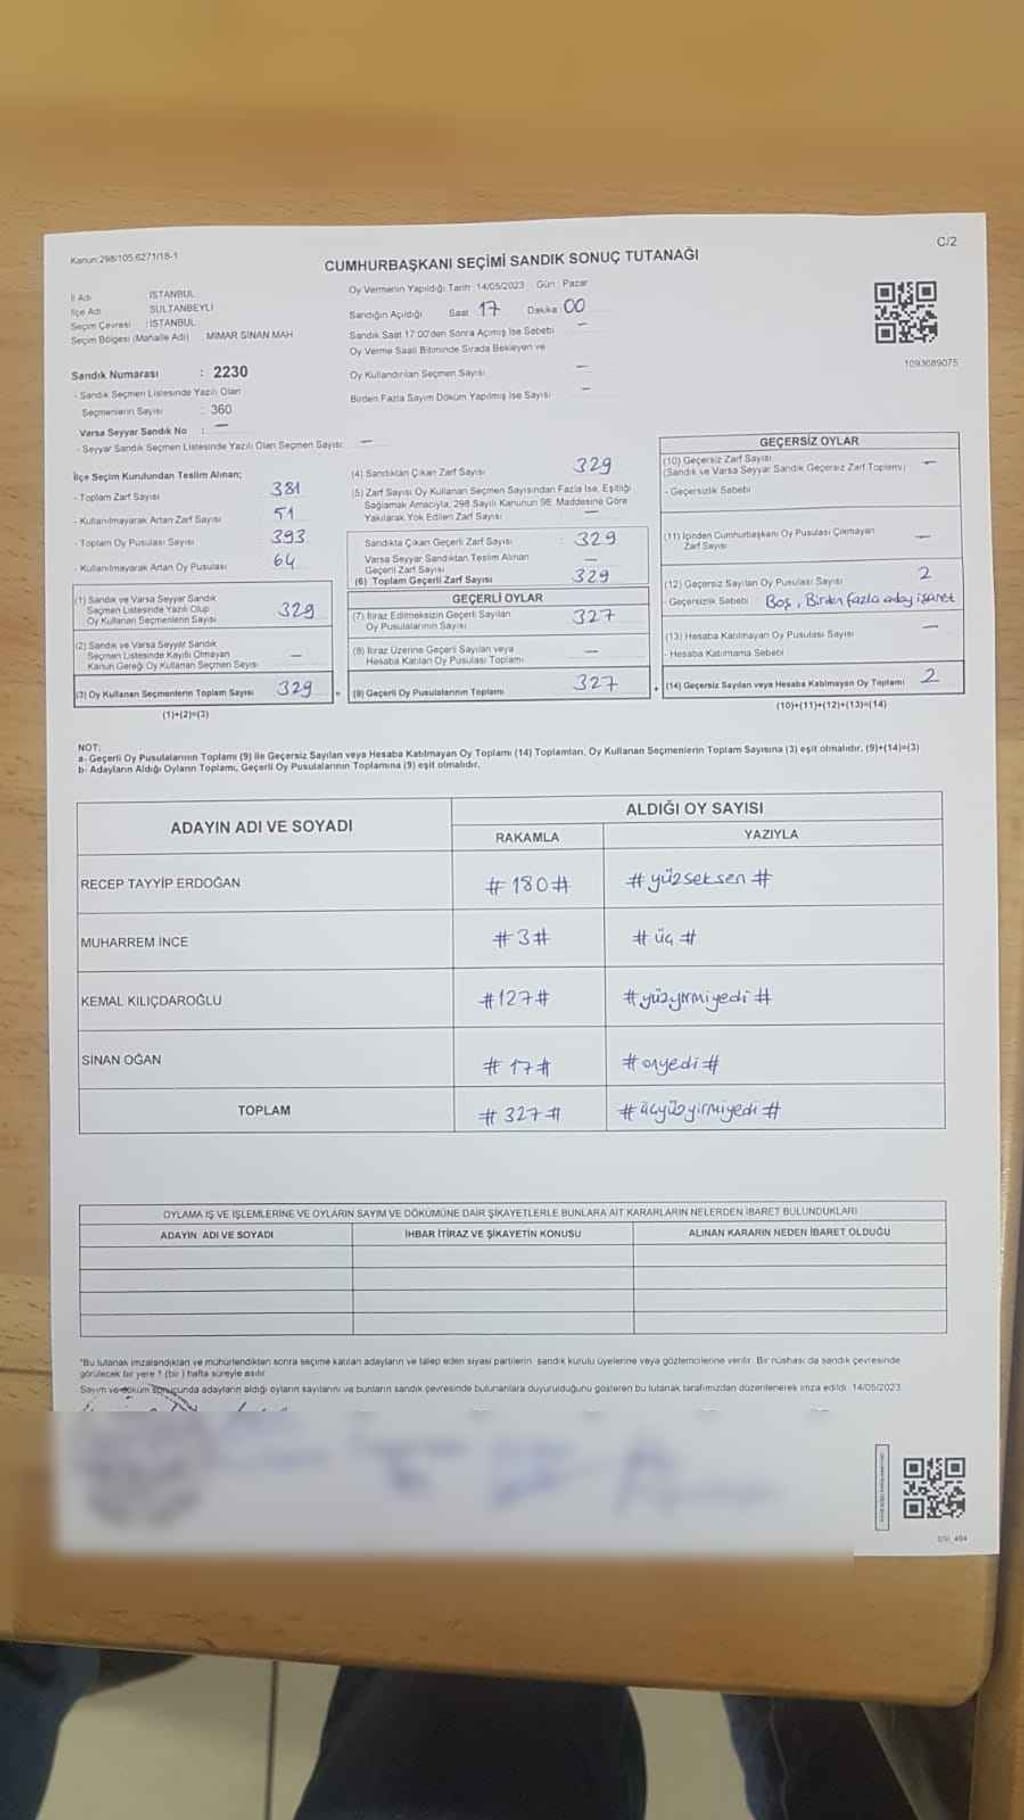 Kanun:298/105.6271/18-1
C/2
CUMHURBAŞKANI SEÇİMİ SANDIK SONUÇ TUTANAĞI
İl Adı İSTANBUL
İlçe Adı SULTANBEYLİ
Seçim Çevresi : İSTANBUL
Seçim Bölgesi (Mahalle Adı) MİMAR SİNAN MAH
Sandık Numarası : 2230
- Sandık Seçmen Listesinde Yazılı Olan
Seçmenlerin Sayısı : 360
Varsa Seyyar Sandık No : —
- Seyyar Sandık Seçmen Listesinde Yazılı Olan Seçmen Sayısı: —
Oy Vermenin Yapıldığı Tarih :14/05/2023 Gün : Pazar
Sandığın Açıldığı Saat 17 Dakika 00
Sandık Saat 17:00'den Sonra Açılmış İse Sebebi —
Oy Verme Saati Bitiminde Sırada Bekleyen ve
Oy Kullandırılan Seçmen Sayısı —
Birden Fazla Sayım Döküm Yapılmış İse Sayısı —
1093689075
İlçe Seçim Kurulundan Teslim Alınan;
- Toplam Zarf Sayısı 381
- Kullanılmayarak Artan Zarf Sayısı 51
- Toplam Oy Pusulası Sayısı 393
- Kullanılmayarak Artan Oy Pusulası 64
(1) Sandık ve Varsa Seyyar Sandık
Seçmen Listesinde Yazılı Olup
Oy Kullanan Seçmenlerin Sayısı 329
(2) Sandık ve Varsa Seyyar Sandık
Seçmen Listesinde Kayıtlı Olmayan
Kanun Gereği Oy Kullanan Seçmen Sayısı —
(3) Oy Kullanan Seçmenlerin Toplam Sayısı 329
(1)+(2)=(3)
(4) Sandıktan Çıkan Zarf Sayısı 329
(5) Zarf Sayısı Oy Kullanan Seçmen Sayısından Fazla İse, Eşitliği
Sağlamak Amacıyla, 298 Sayılı Kanunun 98. Maddesine Göre
Yakılarak Yok Edilen Zarf Sayısı —
Sandıkta Çıkan Geçerli Zarf Sayısı : 329
Varsa Seyyar Sandıktan Teslim Alınan
Geçerli Zarf Sayısı —
(6) Toplam Geçerli Zarf Sayısı 329
GEÇERLİ OYLAR
(7) İtiraz Edilmeksizin Geçerli Sayılan
Oy Pusulalarının Sayısı 327
(8) İtiraz Üzerine Geçerli Sayılan veya
Hesaba Katılan Oy Pusulası Toplamı —
= (9) Geçerli Oy Pusulalarının Toplamı 327
GEÇERSİZ OYLAR
(10) Geçersiz Zarf Sayısı
(Sandık ve Varsa Seyyar Sandık Geçersiz Zarf Toplamı) —
- Geçersizlik Sebebi
(11) İçinden Cumhurbaşkanı Oy Pusulası Çıkmayan
Zarf Sayısı —
(12) Geçersiz Sayılan Oy Pusulası Sayısı 2
- Geçersizlik Sebebi Boş, Birden fazla aday işaret
(13) Hesaba Katılmayan Oy Pusulası Sayısı —
- Hesaba Katılmama Sebebi
+ (14) Geçersiz Sayılan veya Hesaba Katılmayan Oy Toplamı 2
(10)+(11)+(12)+(13)=(14)
NOT:
a- Geçerli Oy Pusulalarının Toplamı (9) ile Geçersiz Sayılan veya Hesaba Katılmayan Oy Toplamı (14) Toplamları, Oy Kullanan Seçmenlerin Toplam Sayısına (3) eşit olmalıdır. (9)+(14)=(3)
b- Adayların Aldığı Oyların Toplamı, Geçerli Oy Pusulalarının Toplamına (9) eşit olmalıdır.
ADAYIN ADI VE SOYADI
ALDIĞI OY SAYISI
RAKAMLA YAZIYLA
RECEP TAYYİP ERDOĞAN #180# #yüzseksen#
MUHARREM İNCE #3# #üç#
KEMAL KILIÇDAROĞLU #127# #yüzyirmiyedi#
SİNAN OĞAN #17# #onyedi#
TOPLAM #327# #üçyüzyirmiyedi#
OYLAMA İŞ VE İŞLEMLERİNE VE OYLARIN SAYIM VE DÖKÜMÜNE DAİR ŞİKAYETLERLE BUNLARA AİT KARARLARIN NELERDEN İBARET BULUNDUKLARI
ADAYIN ADI VE SOYADI İHBAR İTİRAZ VE ŞİKAYETİN KONUSU ALINAN KARARIN NEDEN İBARET OLDUĞU
*Bu tutanak imzalandıktan ve mühürlendikten sonra seçime katılan adayların ve talep eden siyasi partilerin sandık kurulu üyelerine veya gözlemcilerine verilir. Bir nüshası da sandık çevresinde
görülecek bir yere 1 (bir) hafta süreyle asılır.
Sayım ve döküm sonucunda adayların aldığı oyların sayılarını ve bunların sandık çevresinde bulunanlara duyurulduğunu gösteren bu tutanak tarafımızdan düzenlenerek imza edildi. 14/05/2023